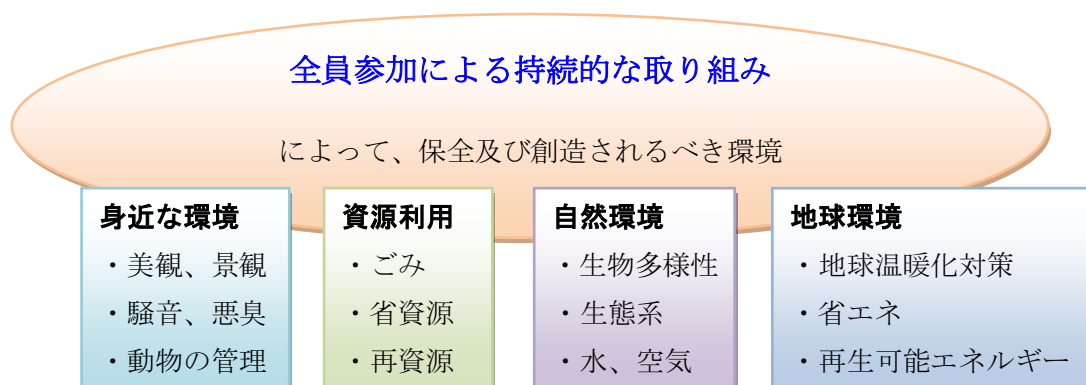 全員参加による持続的な取り組み
によって、保全及び創造されるべき環境
身近な環境
・美観、景観
・騒音、悪臭
・動物の管理
資源利用
・ごみ
・省資源
・再資源
自然環境
・生物多様性
・生態系
・水、空気
地球環境
・地球温暖化対策
・省エネ
・再生可能エネルギー